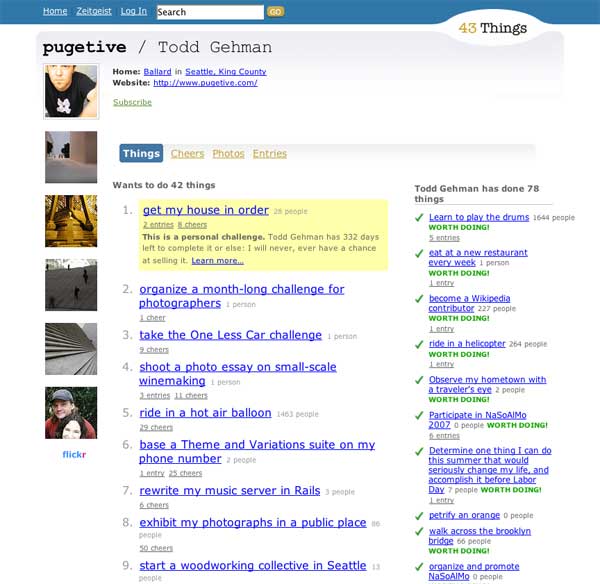 Home | Zeitgeist | Log In | Search GO
43 Things
pugetive / Todd Gehman
Home: Ballard in Seattle, King County
Website: http://www.pugetive.com/
Subscribe
Things Cheers Photos Entries
Wants to do 42 things
1. get my house in order 28 people
2 entries 8 cheers
This is a personal challenge. Todd Gehman has 332 days
left to complete it or else: I will never, ever have a chance
at selling it. Learn more...
2. organize a month-long challenge for
photographers 1 person
1 cheer
3. take the One Less Car challenge 1 person
9 cheers
4. shoot a photo essay on small-scale
winemaking 1 person
3 entries 11 cheers
5. ride in a hot air balloon 1463 people
29 cheers
6. base a Theme and Variations suite on my
phone number 2 people
1 entry 25 cheers
7. rewrite my music server in Rails 3 people
6 cheers
8. exhibit my photographs in a public place 86
people
50 cheers
9. start a woodworking collective in Seattle 13
people
flickr
Todd Gehman has done 78
things
Learn to play the drums 1644 people
WORTH DOING!
5 entries
eat at a new restaurant
every week 1 person
WORTH DOING!
1 entry
become a Wikipedia
contributor 227 people
WORTH DOING!
1 entry
ride in a helicopter 264 people
WORTH DOING!
1 entry
Observe my hometown with
a traveler's eye 2 people
WORTH DOING!
Participate in NaSoAlMo
2007 0 people WORTH DOING!
6 entries
Determine one thing I can do
this summer that would
seriously change my life, and
accomplish it before Labor
Day 7 people WORTH DOING!
1 entry
petrify an orange 0 people
walk across the brooklyn
bridge 66 people
WORTH DOING!
organize and promote
NaSoAlMo 0 people